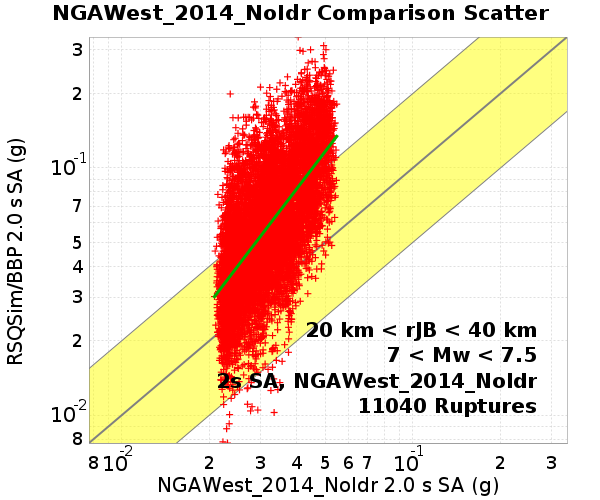 NGAWest_2014_NoIdr Comparison Scatter
RSQSim/BBP 2.0 s SA (g)
3
2
10-1
7
5
4
3
2
10-2
8
20 km < rJB < 40 km
7 < Mw < 7.5
2s SA, NGAWest_2014_NoIdr
11040 Ruptures
8 10-2 2 3 4 5 6 7 10-1 2 3
NGAWest_2014_NoIdr 2.0 s SA (g)